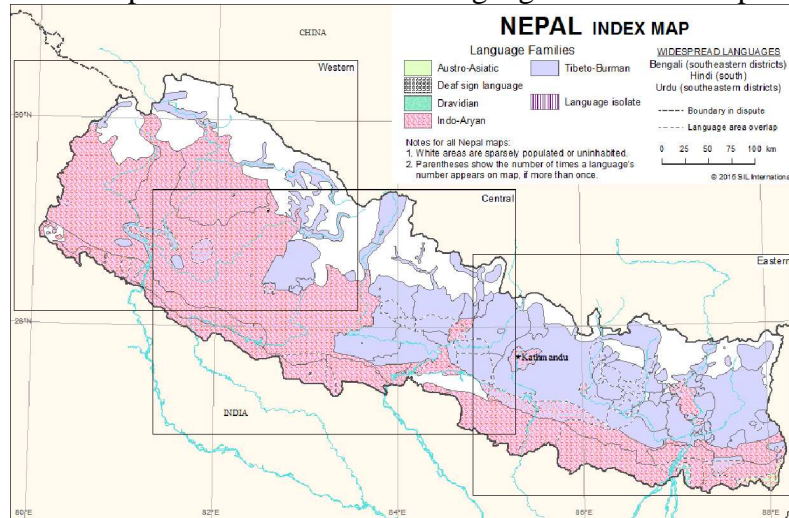 NEPAL INDEX MAP
CHINA
Language Families
WIDESPREAD LANGUAGES
Austro-Asiatic
Tibeto-Burman
Bengali (southeastern districts)
Western
Hindi (south)
Deaf sign language
Urdu (southeastern districts)
Dravidian
Language isolate
Indo-Aryan
Boundary in dispute
30°N
Notes for all Nepal maps:
Language area overlap
1. White areas are sparsely populated or uninhabited.
0 25 50 75 100 km
2. Parentheses show the number of times a language's
number appears on map, if more than once.
© 2016 SIL Internationa
Central
Eastern
28°N
Kathmandu
INDIA
80°E
82°E
84°E
86°E
88°E